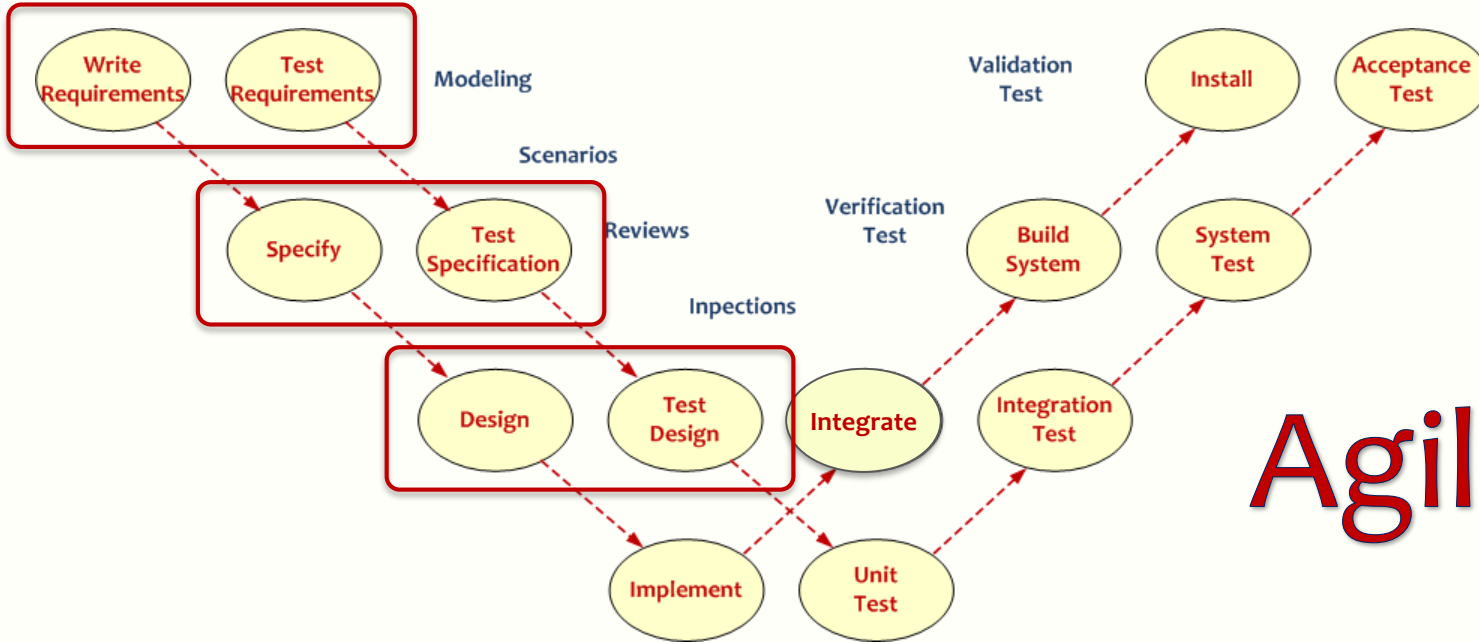 Write
Requirements
Test
Requirements
Modeling
Validation
Test
Install
Acceptance
Test
Scenarios
Specify
Test
Specification
Reviews
Verification
Test
Build
System
System
Test
Inpections
Design
Test
Design
Integrate
Integration
Test
Agil
Implement
Unit
Test